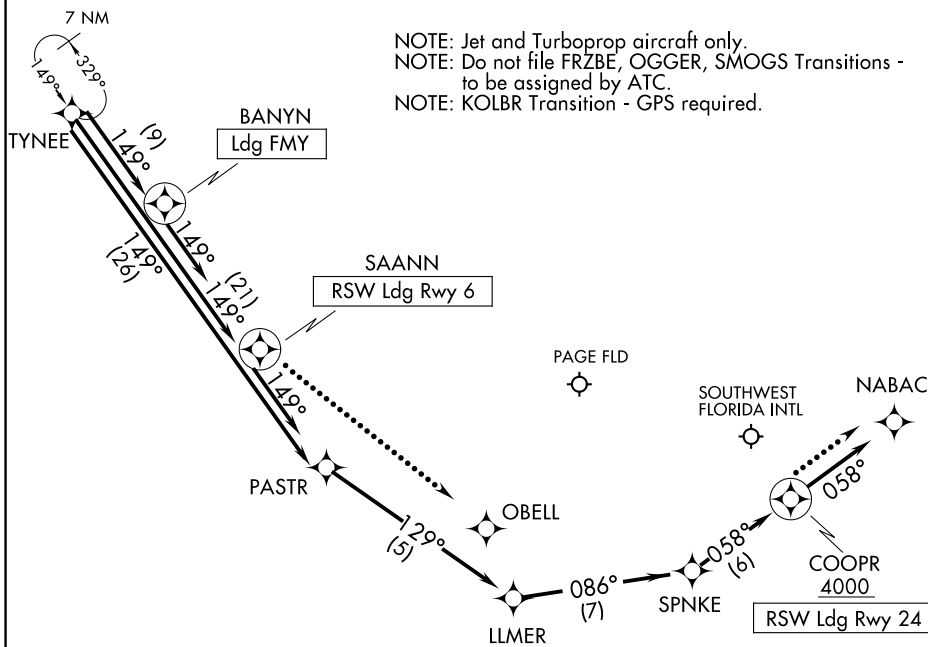 7 NM
149°
329°
NOTE: Jet and Turboprop aircraft only.
NOTE: Do not file FRZBE, OGGER, SMOGS Transitions -
to be assigned by ATC.
NOTE: KOLBR Transition - GPS required.
TYNEE
(9)
149°
BANYN
Ldg FMY
149°
149°
(26)
(21)
149°
SAANN
RSW Ldg Rwy 6
149°
PAGE FLD
SOUTHWEST
FLORIDA INTL
NABAC
PASTR
OBELL
129°
(5)
058°
058°
(6)
086°
(7)
LLMER
SPNKE
COOPR
4000
RSW Ldg Rwy 24